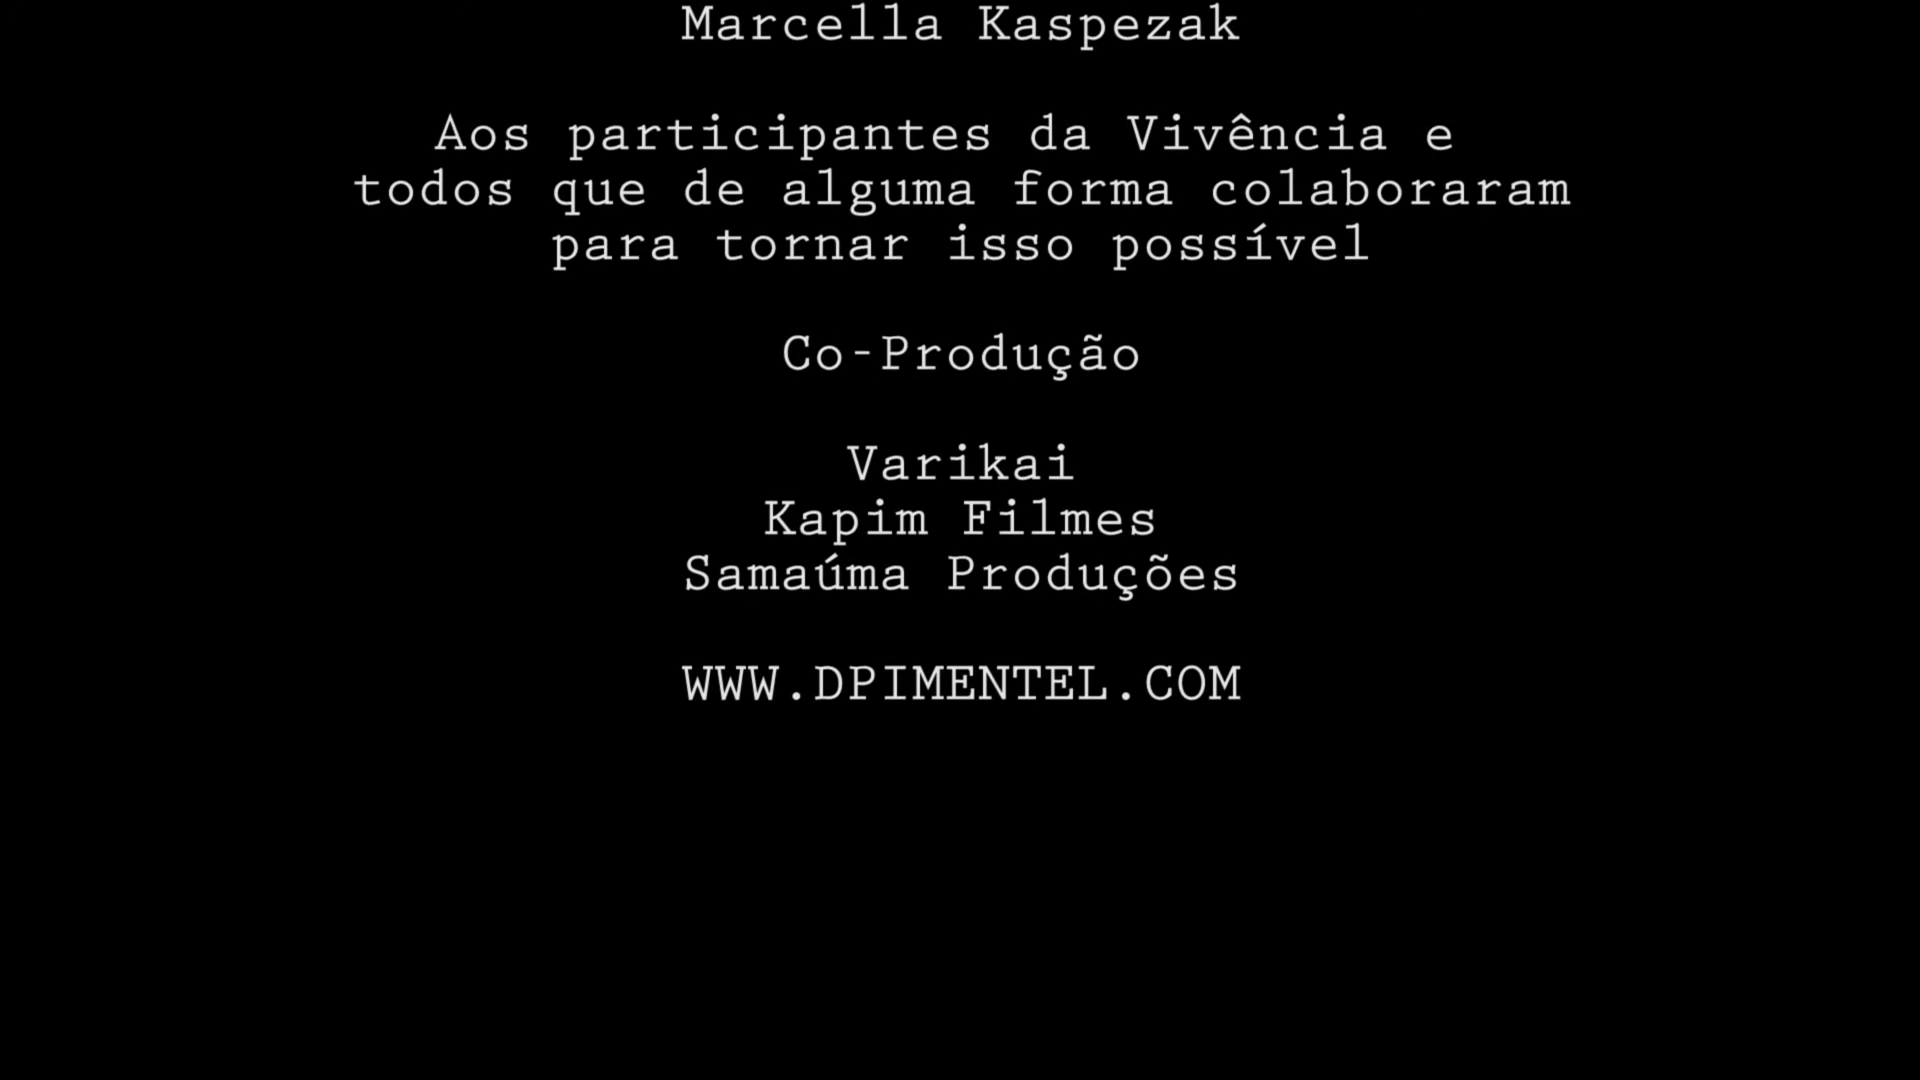 Marcella Kaspezak
Aos participantes da Vivência e
todos que de alguma forma colaboraram
para tornar isso possível
Co-Produção
Varikai
Kapim Filmes
Samaúma Produções
WWW.DPIMENTEL.COM